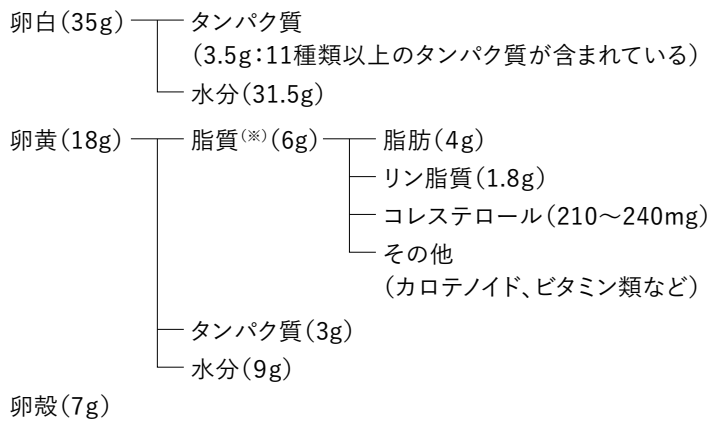 卵白(35g)
タンパク質
(3.5g:11種類以上のタンパク質が含まれている)
水分(31.5g)
卵黄(18g)
脂質(※)(6g)
脂肪(4g)
リン脂質(1.8g)
コレステロール(210〜240mg)
その他
(カロテノイド、ビタミン類など)
タンパク質(3g)
水分(9g)
卵殻(7g)